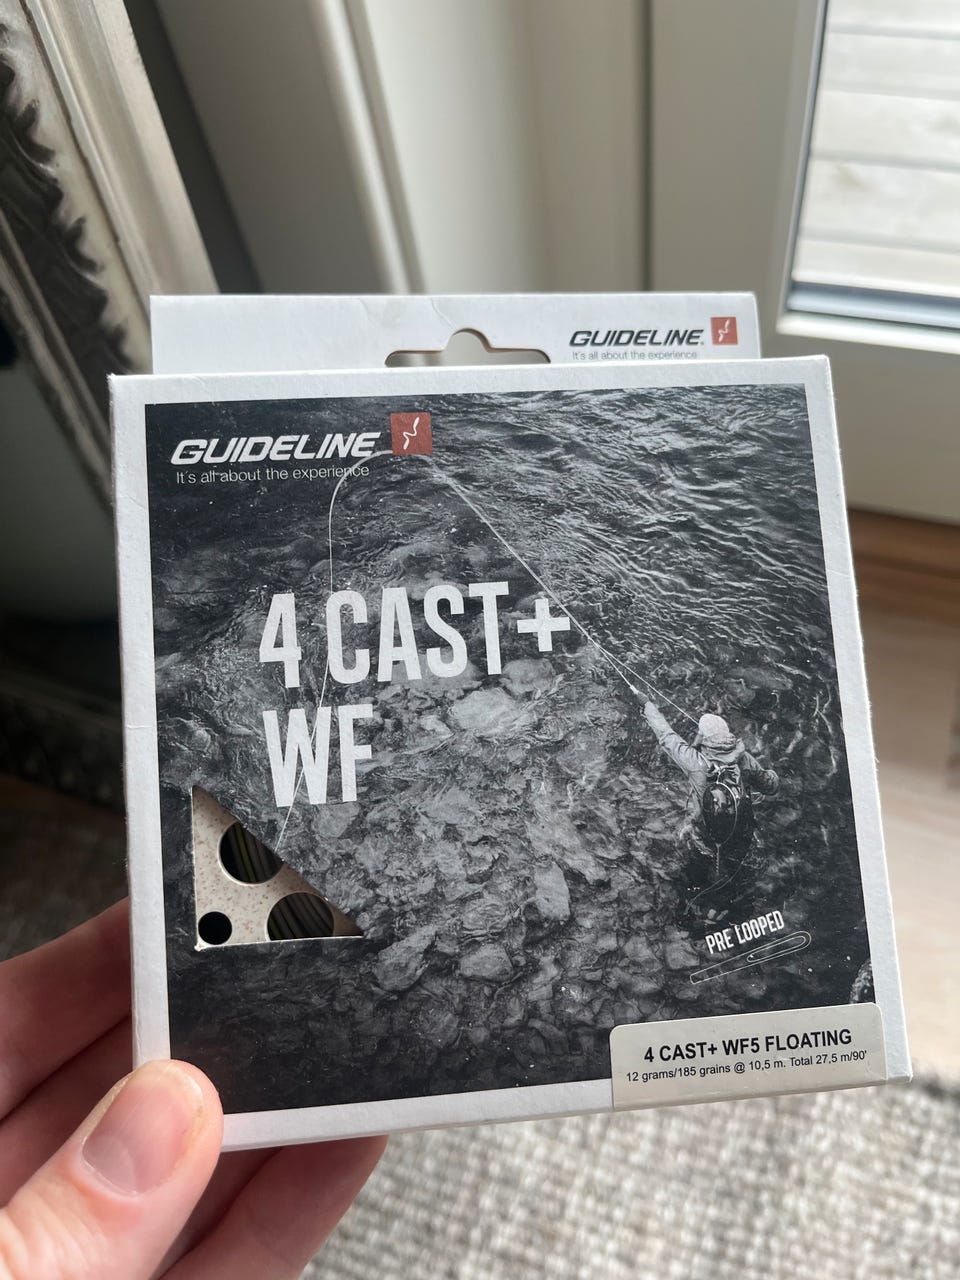 GUIDELINE®
It's all about the experience
GUIDELINE
It's all about the experience
4 CAST+
WF
PRE LOOPED
4 CAST+ WF5 FLOATING
12 grams/185 grains @ 10,5 m. Total 27,5 m/90'